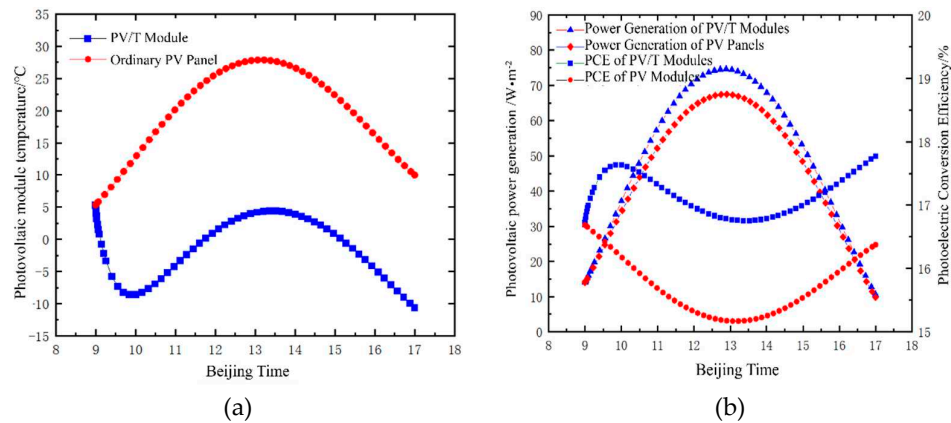 35
30
25
20
15
10
5
0
-5
-10
-15
Photovoltaic module temperature/°C
PV/T Module
Ordinary PV Panel
8 9 10 11 12 13 14 15 16 17 18
Beijing Time
(a)
90
80
70
60
50
40
30
20
10
0
Photovoltaic power generation /W·m⁻²
Power Generation of PV/T Modules
Power Generation of PV Panels
PCE of PV/T Modules
PCE of PV Modules
20
19
18
17
16
15
Photoelectric Conversion Efficiency/%
8 9 10 11 12 13 14 15 16 17 18
Beijing Time
(b)